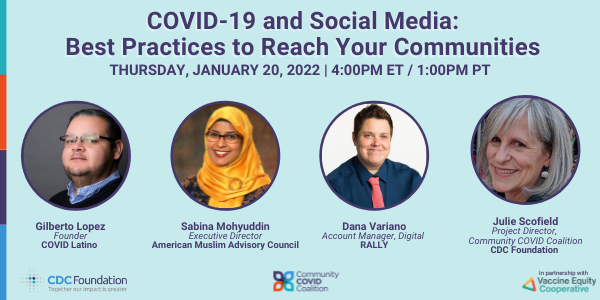 COVID-19 and Social Media:
Best Practices to Reach Your Communities
THURSDAY, JANUARY 20, 2022 | 4:00PM ET / 1:00PM PT
Gilberto Lopez
Founder
COVID Latino
Sabina Mohyuddin
Executive Director
American Muslim Advisory Council
Dana Variano
Account Manager, Digital
RALLY
Julie Scofield
Project Director,
Community COVID Coalition
CDC Foundation
CDC Foundation
Together our impact is greater
Community
COVID
Coalition
In partnership with
Vaccine Equity
Cooperative